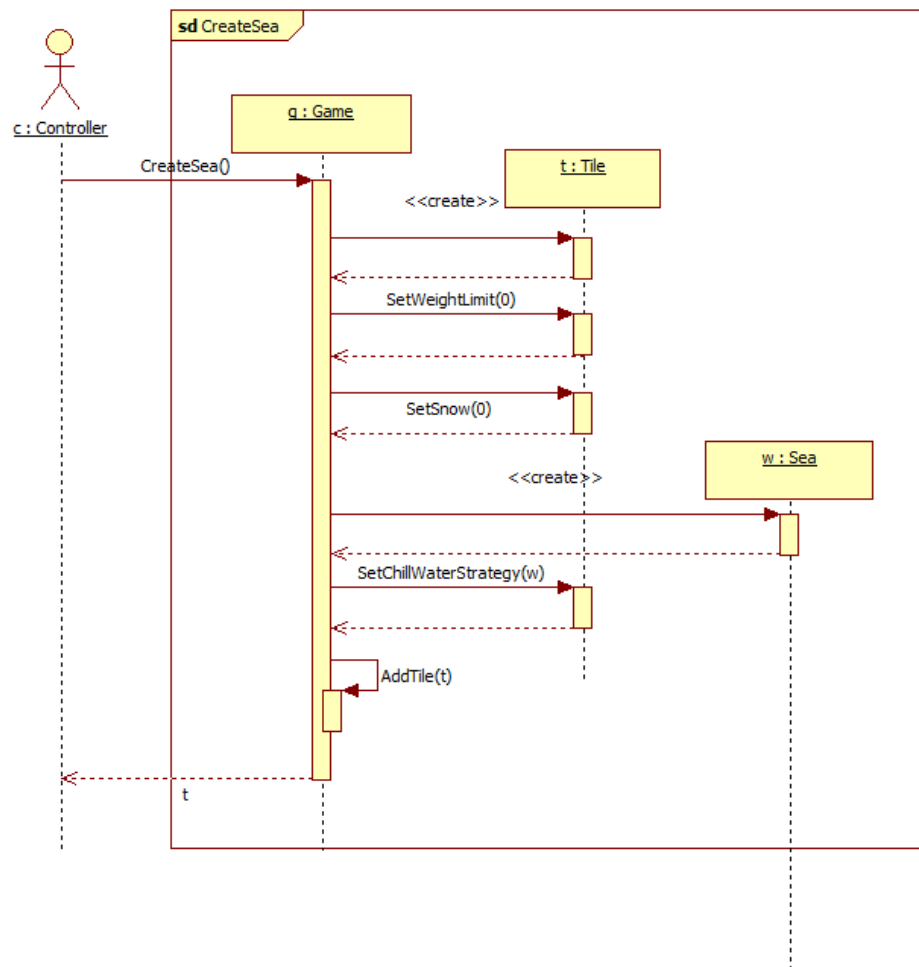 sd CreateSea
c : Controller
g : Game
t : Tile
CreateSea()
<<create>>
SetWeightLimit(0)
SetSnow(0)
w : Sea
<<create>>
SetChillWaterStrategy(w)
AddTile(t)
t